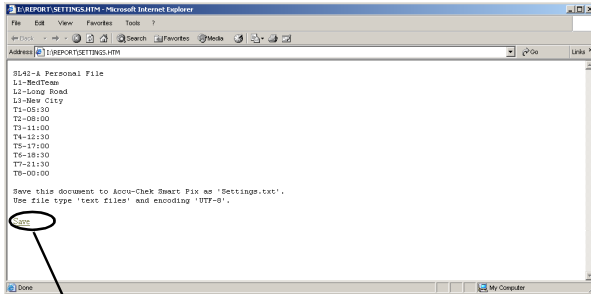 I:\REPORT\SETTINGS.HTM - Microsoft Internet Explorer
File Edit View Favorites Tools ?
Back Search Favorites Media
Address I:\REPORT\SETTINGS.HTM Go Links
SL42-A Personal File
L1-MedTeam
L2-Long Road
L3-New City
T1-05:30
T2-08:00
T3-11:00
T4-12:30
T5-17:00
T6-18:30
T7-21:30
T8-00:00
Save this document to Accu-Chek Smart Pix as 'Settings.txt'.
Use file type 'text files' and encoding 'UTF-8'.
Save
Done My Computer